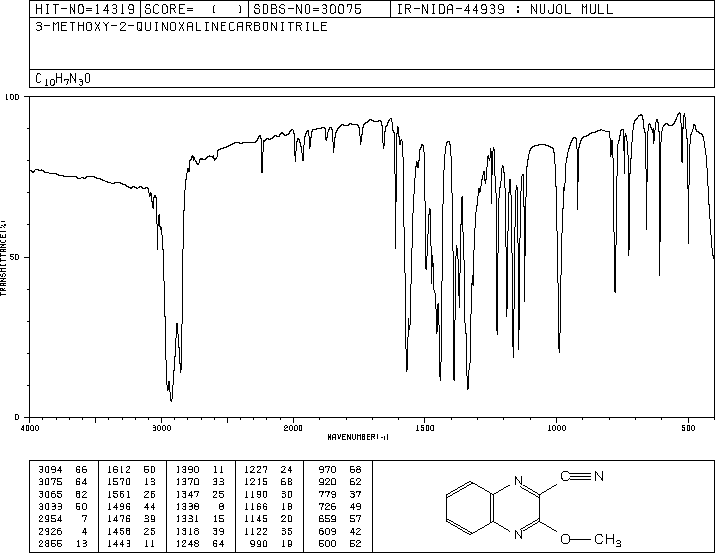 HIT-NO=14319 SCORE= ( ) SDBS-NO=30075 IR-NIDA-44939 : NUJOL MULL
3-METHOXY-2-QUINOXALINECARBONITRILE
C10H7N3O
100
50
0
TRANSMITTANCE(%)
4000 3000 2000 1500 1000 500
WAVENUMBER(-1)
3094 66 1612 50 1390 11 1227 24 970 58
3075 64 1570 13 1370 33 1215 68 920 62
3065 62 1561 26 1347 25 1190 30 779 37
3033 50 1496 44 1338 8 1166 18 726 49
2954 7 1476 39 1331 15 1145 20 659 57
2926 4 1458 25 1318 39 1122 35 609 42
2855 13 1443 11 1248 64 990 19 500 52
N C N
N O CH3